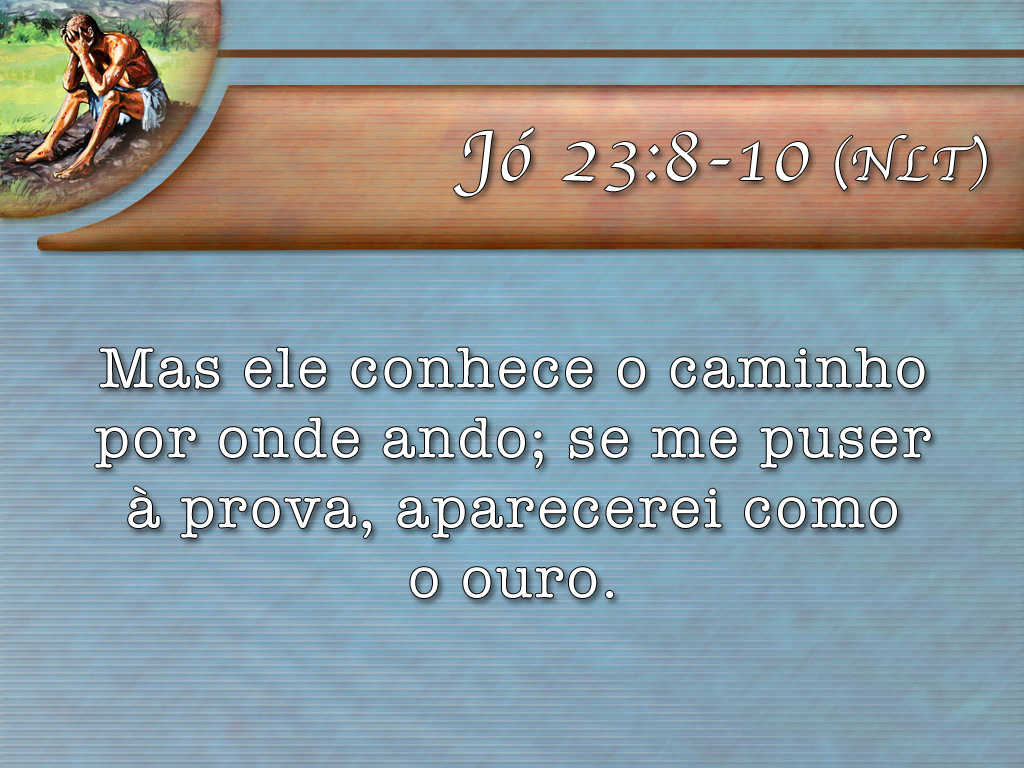 Jó 23:8-10 (NLT)
Mas ele conhece o caminho
por onde ando; se me puser
à prova, aparecerei como
o ouro.